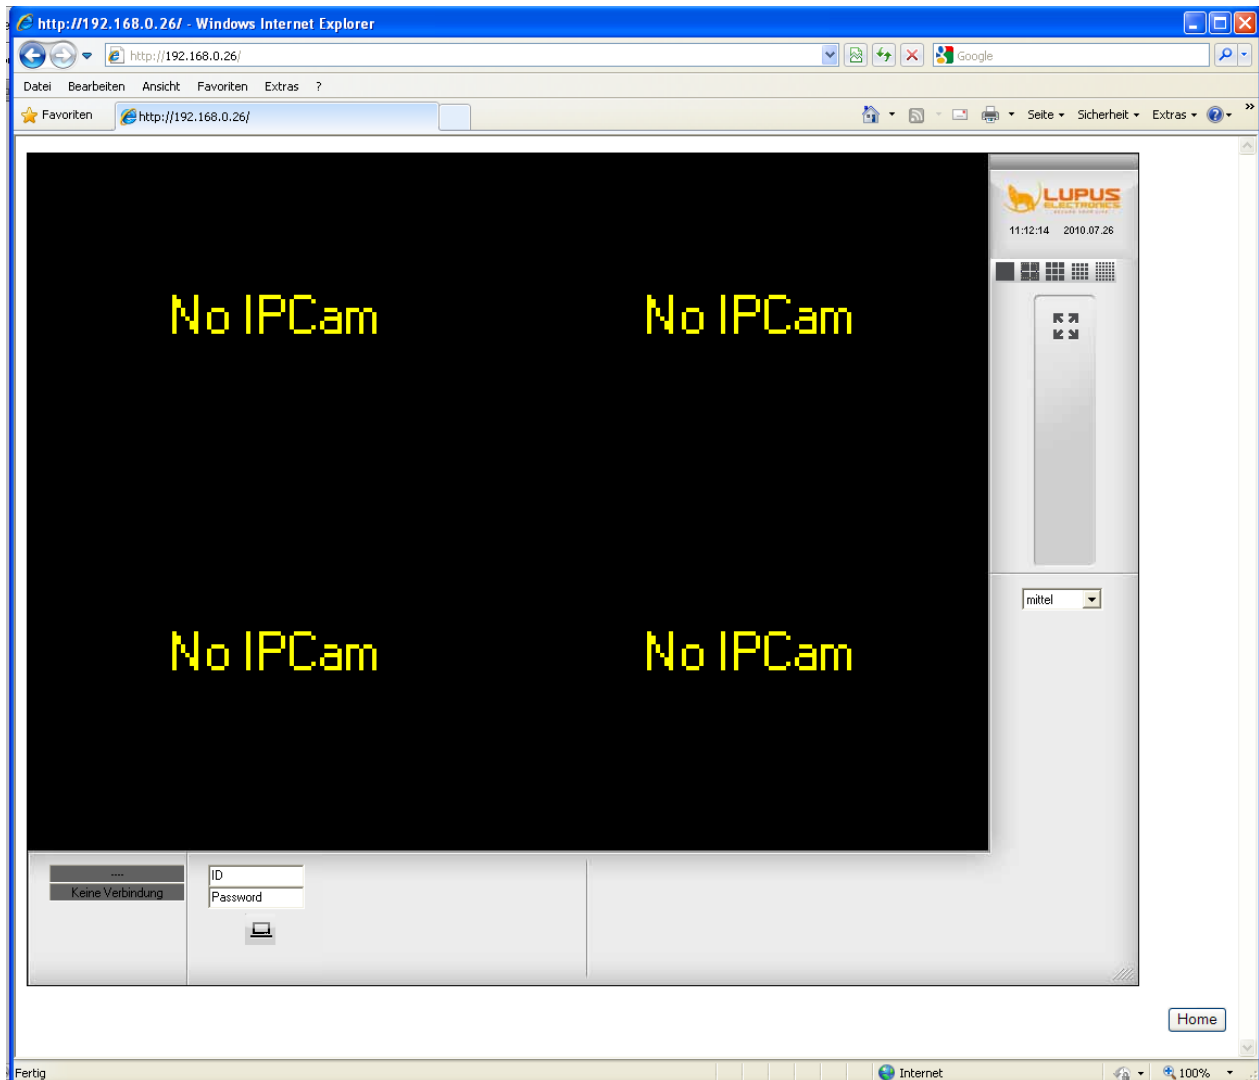 http://192.168.0.26/ - Windows Internet Explorer
http://192.168.0.26/
Google
Datei Bearbeiten Ansicht Favoriten Extras ?
Favoriten
http://192.168.0.26/
Seite
Sicherheit
Extras
LUPUS
ELECTRONICS
11:12:14 2010.07.26
No IPCam
No IPCam
mittel
No IPCam
No IPCam
----
Keine Verbindung
ID
Password
Home
Fertig
Internet
100%